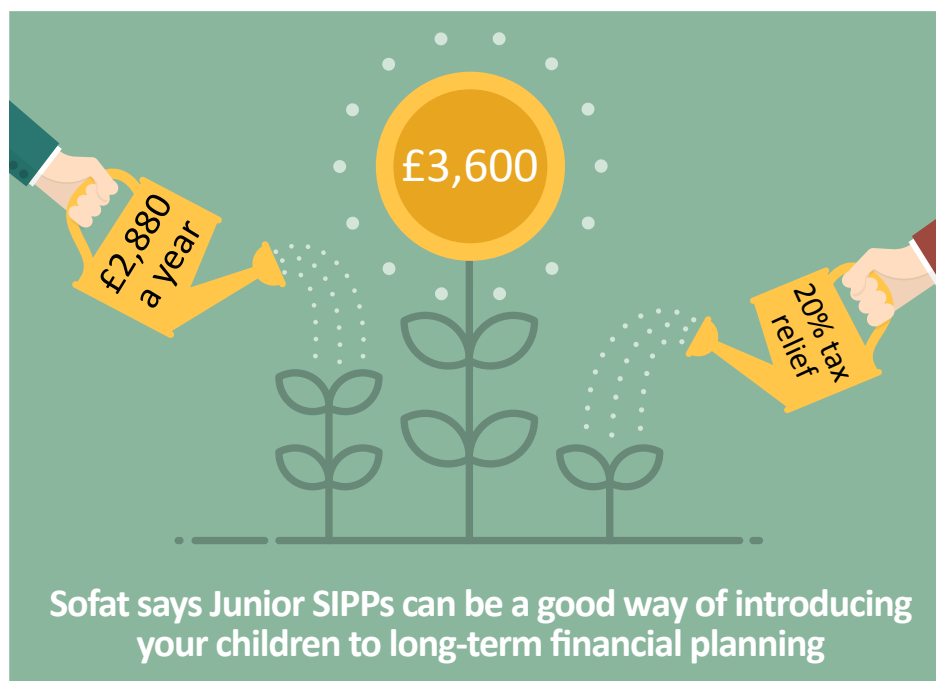 £3,600
£2,880
a year
20% tax
relief
Sofat says Junior SIPPs can be a good way of introducing
your children to long-term financial planning